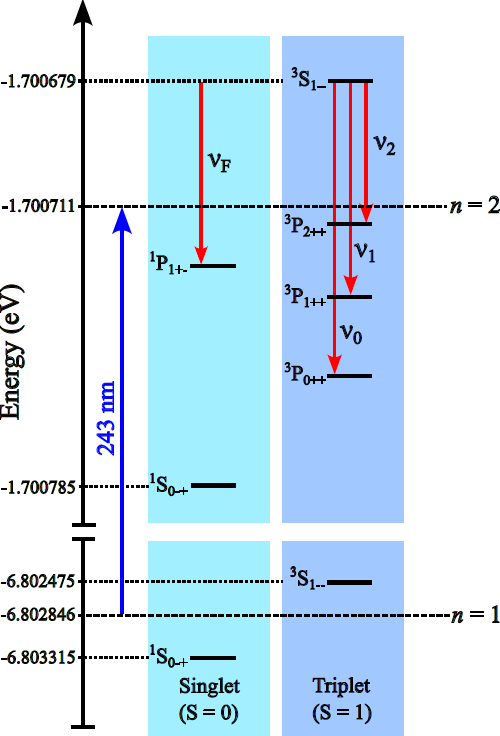 -1.700679
³S₁₋
ν_F
ν₂
-1.700711
n = 2
³P₂₊₊
ν₁
¹P₁₊₋
³P₁₊₊
ν₀
Energy (eV)
³P₀₊₊
243 nm
-1.700785
¹S₀₋₊
-6.802475
³S₁₋₋
-6.802846
n = 1
-6.803315
¹S₀₋₊
Singlet
(S = 0)
Triplet
(S = 1)